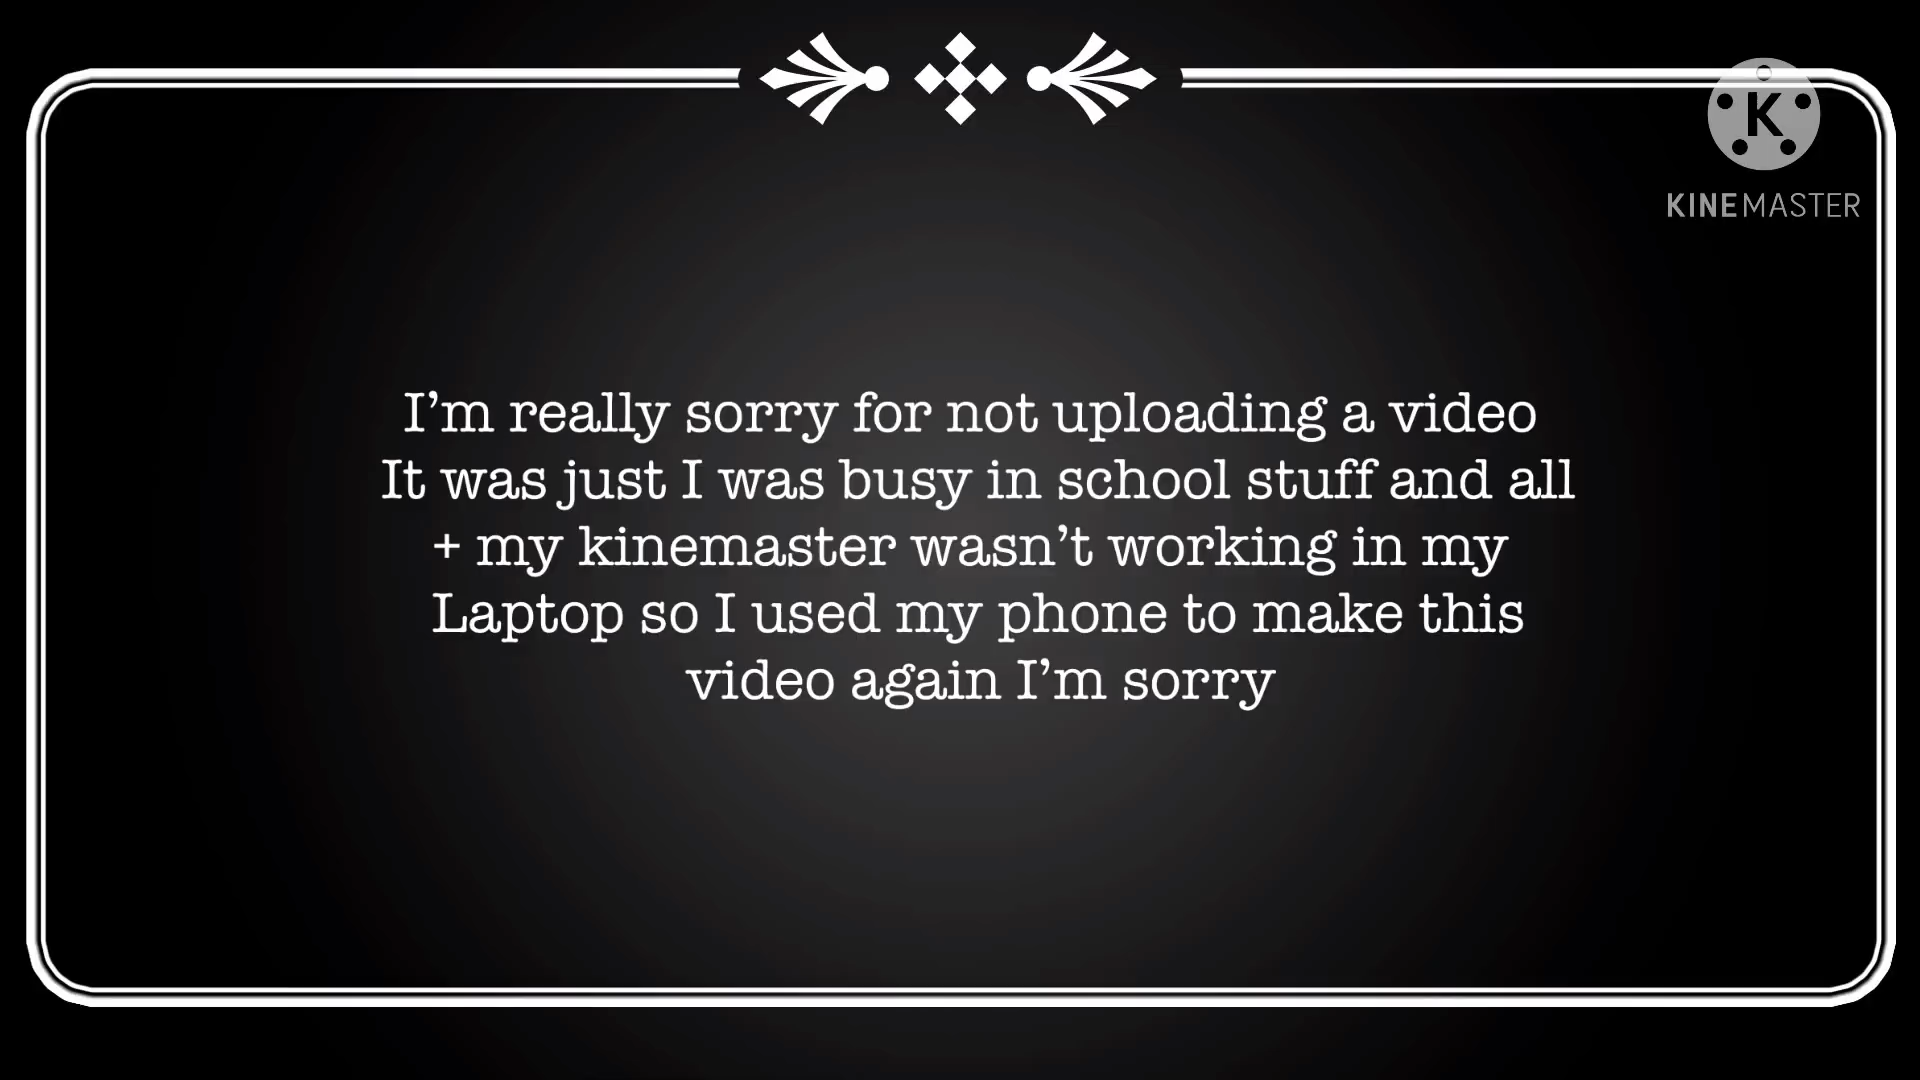 K
KINEMASTER
I'm really sorry for not uploading a video
It was just I was busy in school stuff and all
+ my kinemaster wasn't working in my
Laptop so I used my phone to make this
video again I'm sorry